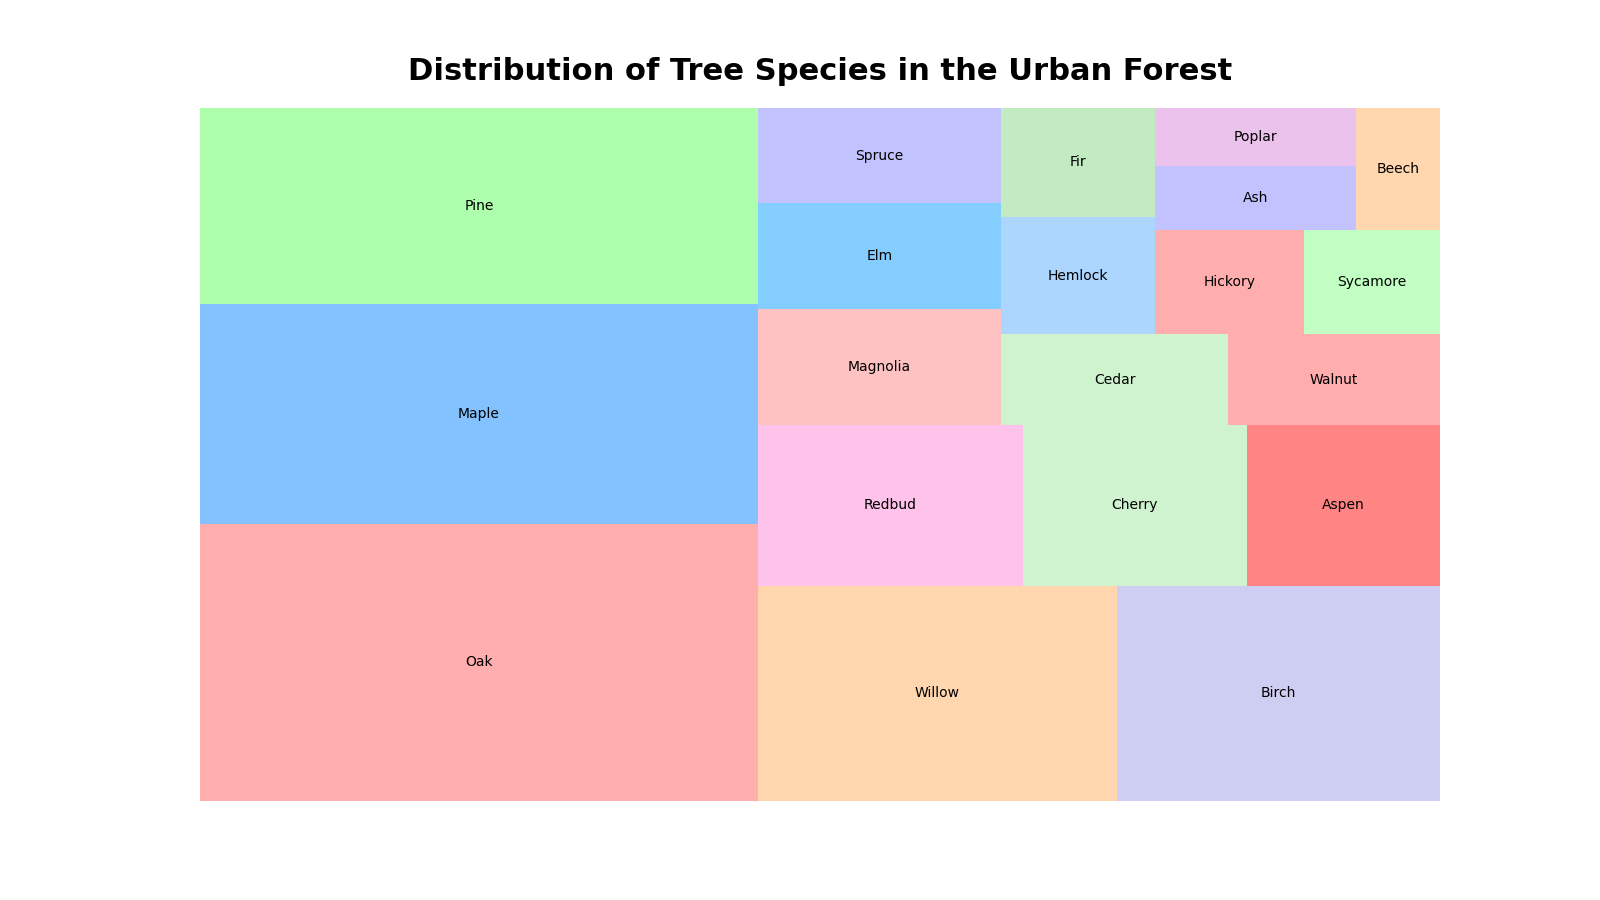 Distribution of Tree Species in the Urban Forest
Pine
Maple
Oak
Spruce
Elm
Magnolia
Redbud
Willow
Fir
Hemlock
Cedar
Cherry
Birch
Poplar
Ash
Beech
Hickory
Sycamore
Walnut
Aspen